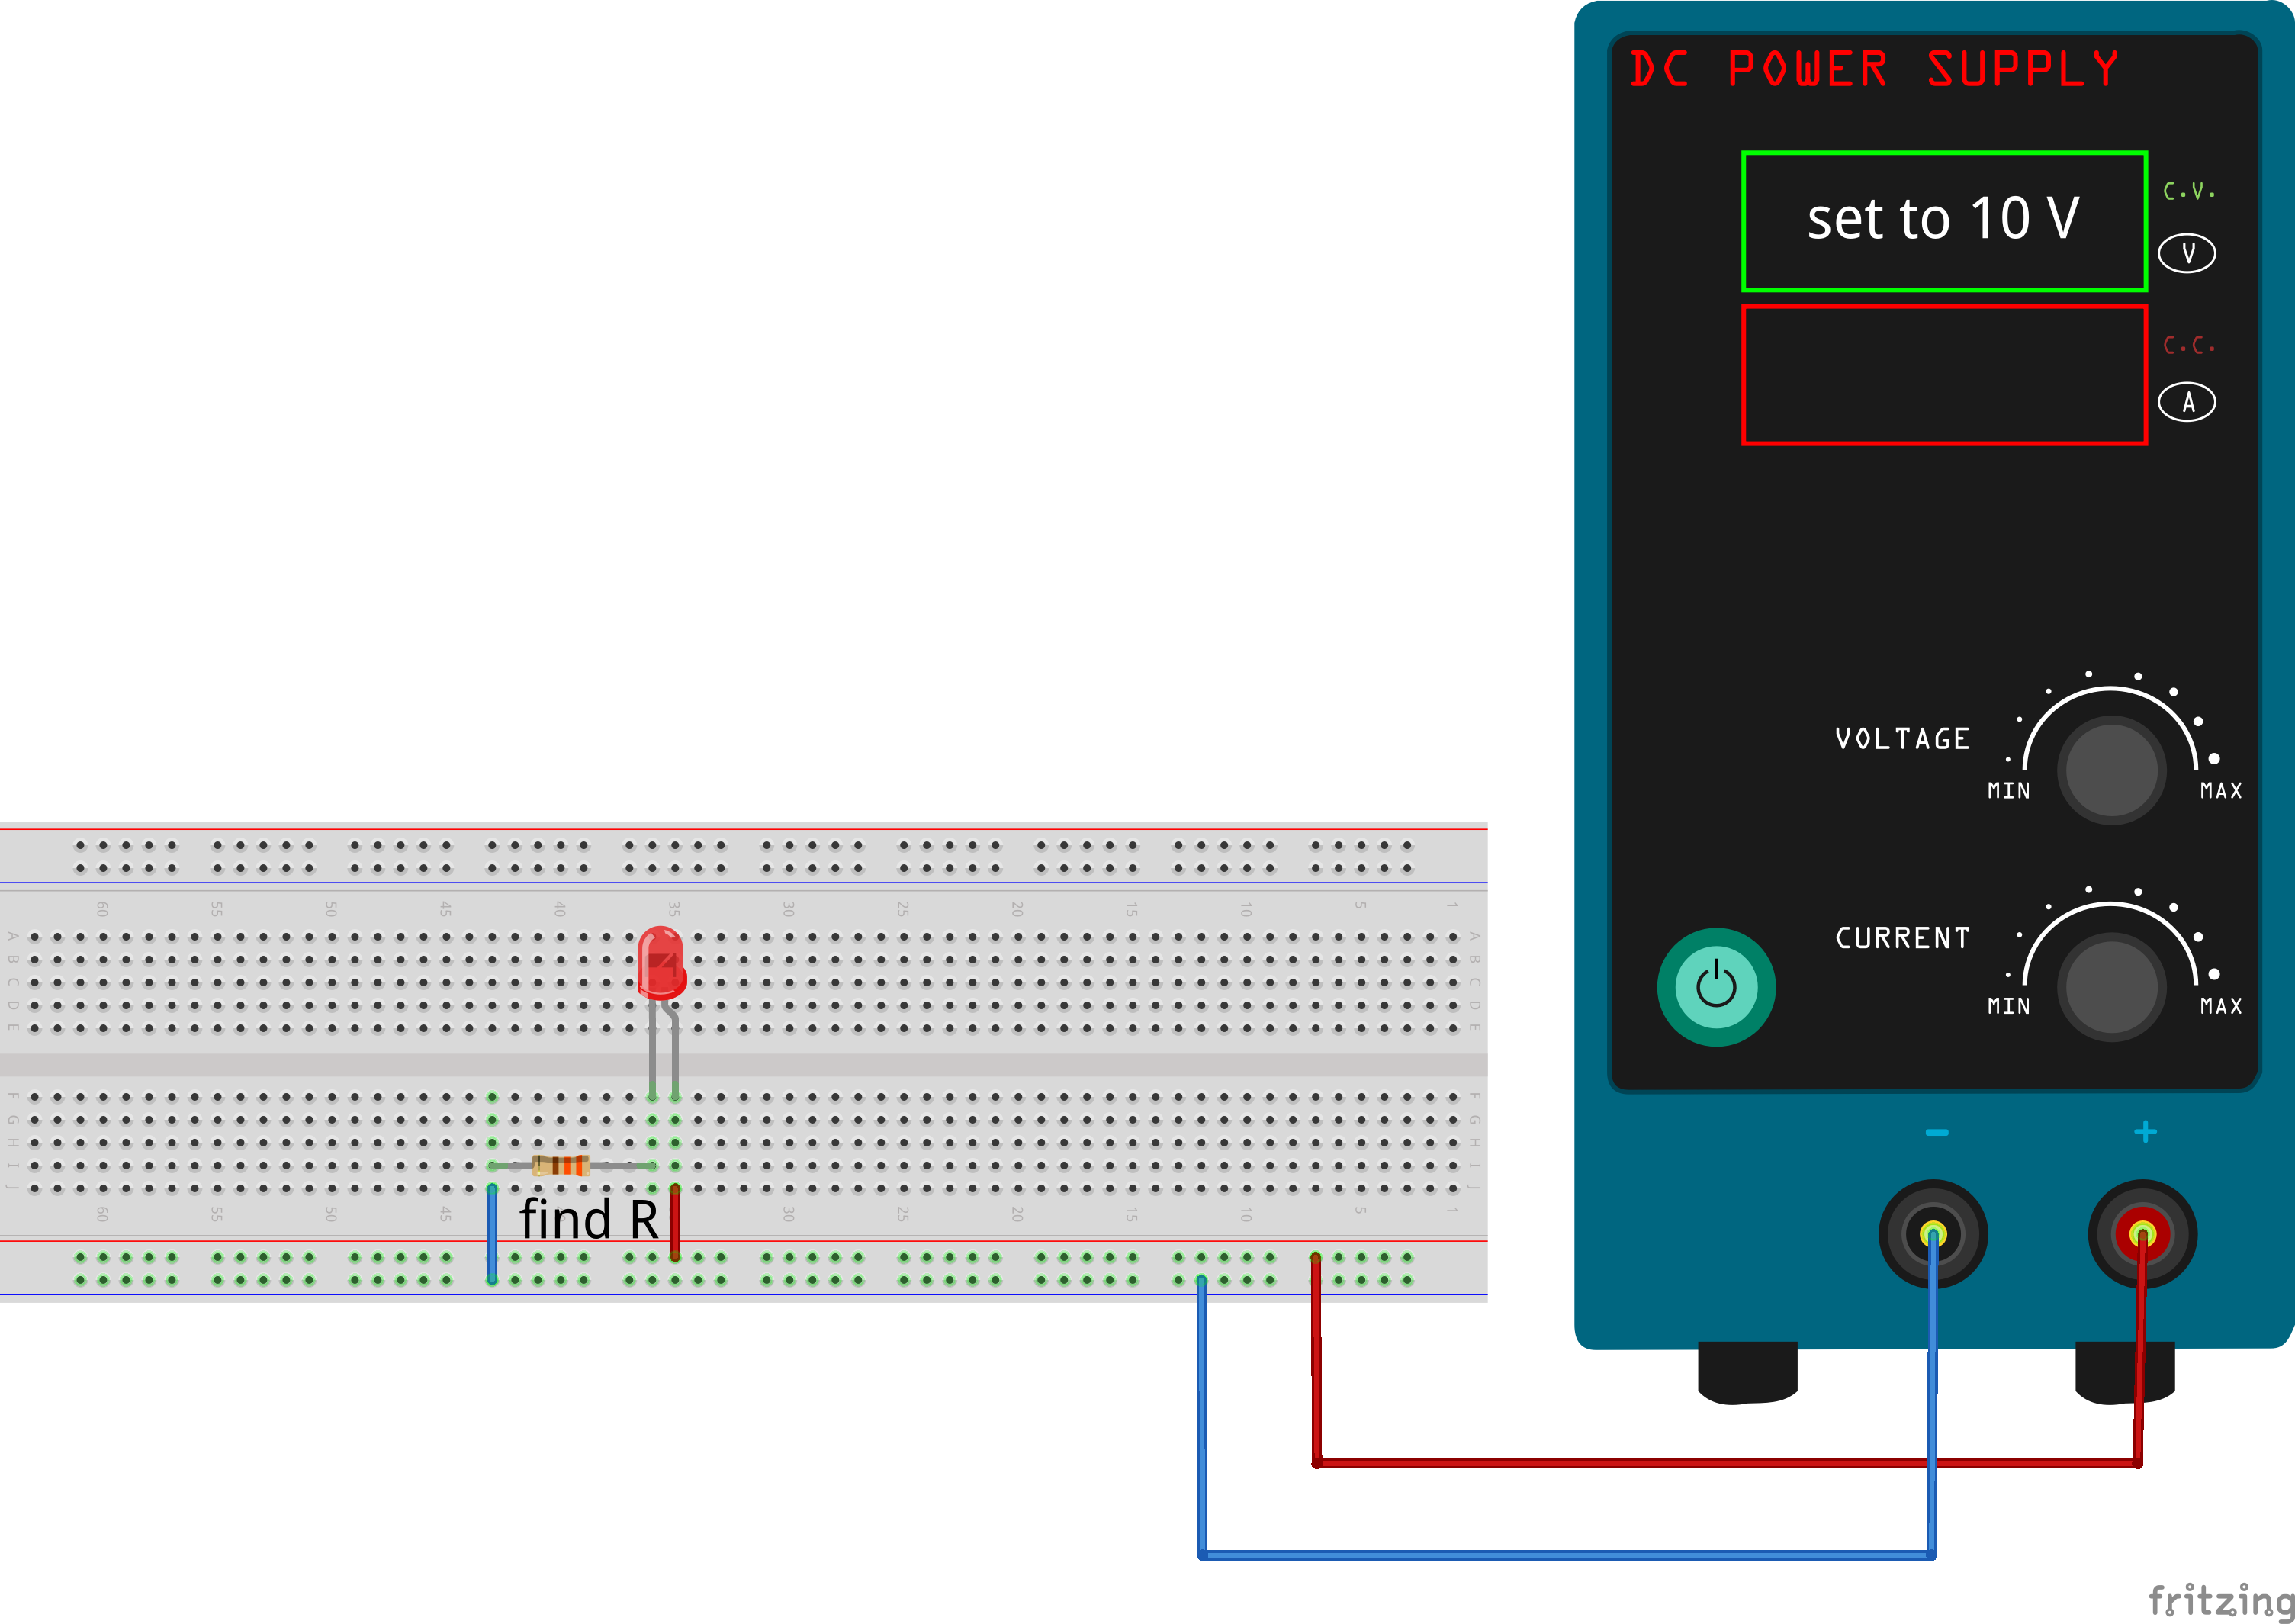 DC POWER SUPPLY
set to 10 V
C.V.
V
C.C.
A
VOLTAGE
MIN
MAX
CURRENT
MIN
MAX
- +
60 55 50 45 40 35 30 25 20 15 10 5 1
A A
B B
C C
D D
E E
F F
G G
H H
I I
J J
find R
60 55 50 45 30 25 20 15 10 5 1
fritzing